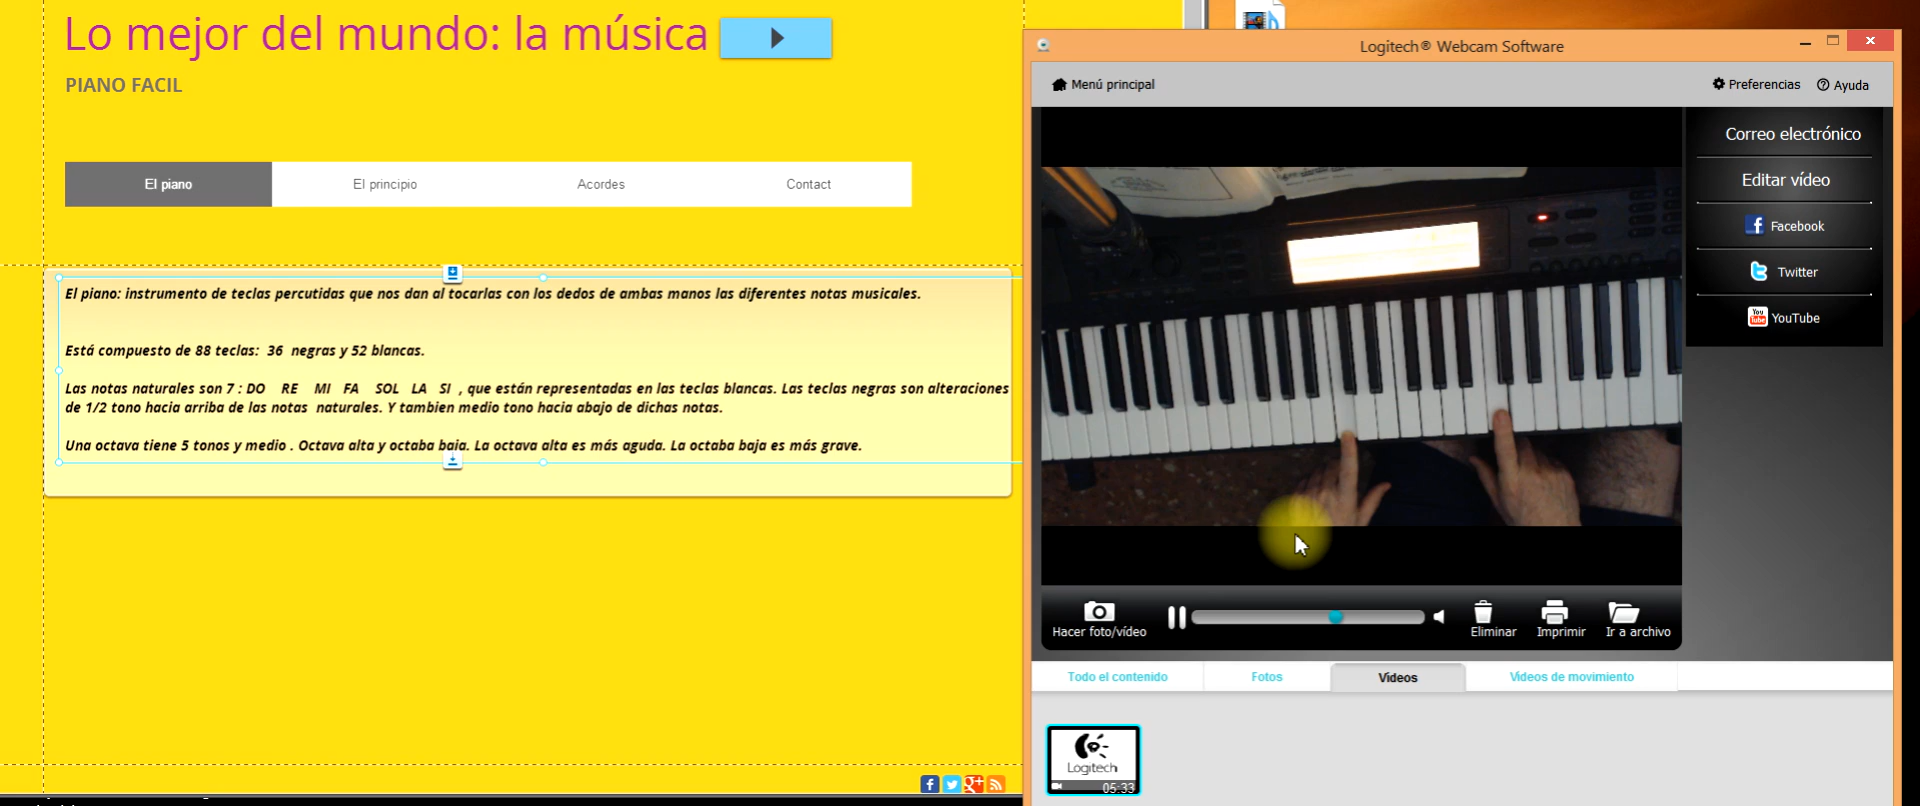 Lo mejor del mundo: la música
PIANO FACIL
El piano
El principio
Acordes
Contact
El piano: instrumento de teclas percutidas que nos dan al tocarlas con los dedos de ambas manos las diferentes notas musicales.
Está compuesto de 88 teclas: 36 negras y 52 blancas.
Las notas naturales son 7 : DO RE MI FA SOL LA SI , que están representadas en las teclas blancas. Las teclas negras son alteraciones
de 1/2 tono hacia arriba de las notas naturales. Y tambien medio tono hacia abajo de dichas notas.
Una octava tiene 5 tonos y medio . Octava alta y octaba baja. La octava alta es más aguda. La octaba baja es más grave.
Logitech® Webcam Software
Menú principal
Preferencias
Ayuda
Correo electrónico
Editar vídeo
Facebook
Twitter
YouTube
Hacer foto/vídeo
Eliminar
Imprimir
Ir a archivo
Todo el contenido
Fotos
Vídeos
Vídeos de movimiento
Logitech
05:33